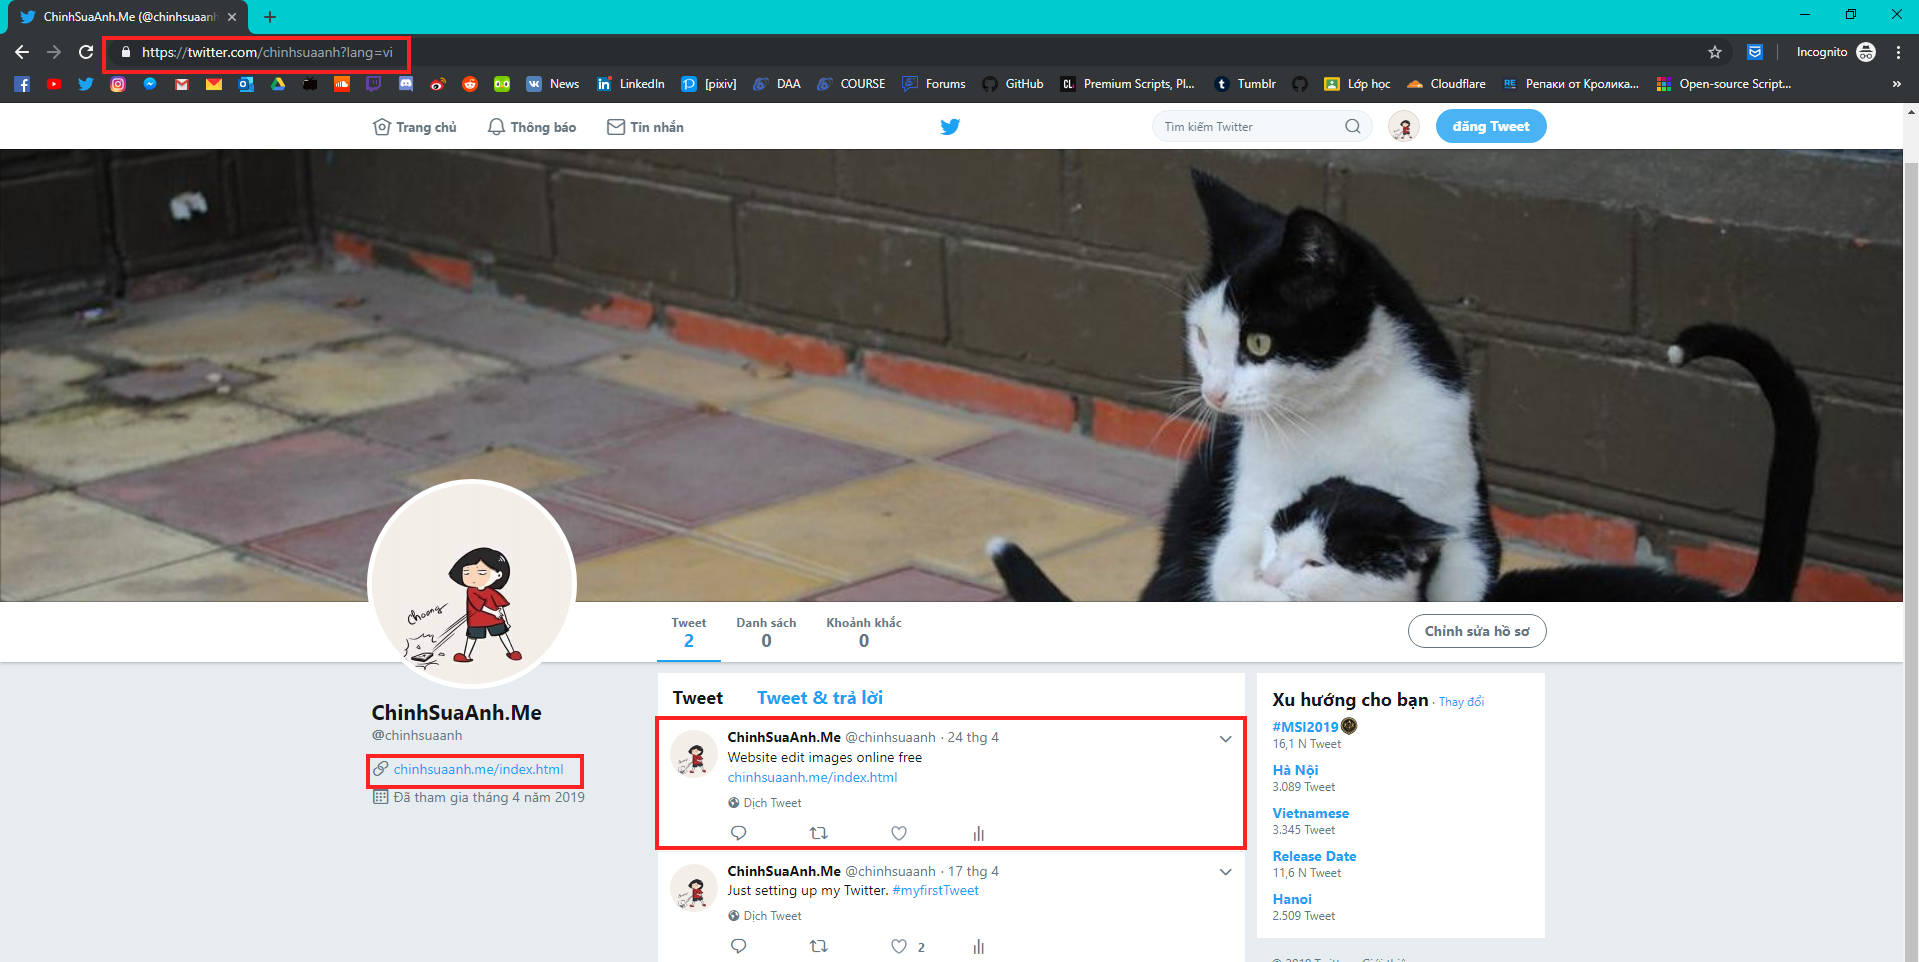 ChinhSuaAnh.Me (@chinhsuaanh
https://twitter.com/chinhsuaanh?lang=vi
Incognito
News
LinkedIn
[pixiv]
DAA
COURSE
Forums
GitHub
CL
Premium Scripts, Pl...
Tumblr
Lớp học
Cloudflare
RE
Репаки от Кролика...
Open-source Script...
Trang chủ
Thông báo
Tin nhắn
Tìm kiếm Twitter
đăng Tweet
choang
Tweet
2
Danh sách
0
Khoảnh khắc
0
Chỉnh sửa hồ sơ
ChinhSuaAnh.Me
@chinhsuaanh
chinhsuaanh.me/index.html
Đã tham gia tháng 4 năm 2019
Tweet
Tweet & trả lời
ChinhSuaAnh.Me @chinhsuaanh · 24 thg 4
Website edit images online free
chinhsuaanh.me/index.html
Dịch Tweet
ChinhSuaAnh.Me @chinhsuaanh · 17 thg 4
Just setting up my Twitter. #myfirstTweet
Dịch Tweet
2
Xu hướng cho bạn · Thay đổi
#MSI2019
16,1 N Tweet
Hà Nội
3.089 Tweet
Vietnamese
3.345 Tweet
Release Date
11,6 N Tweet
Hanoi
2.509 Tweet